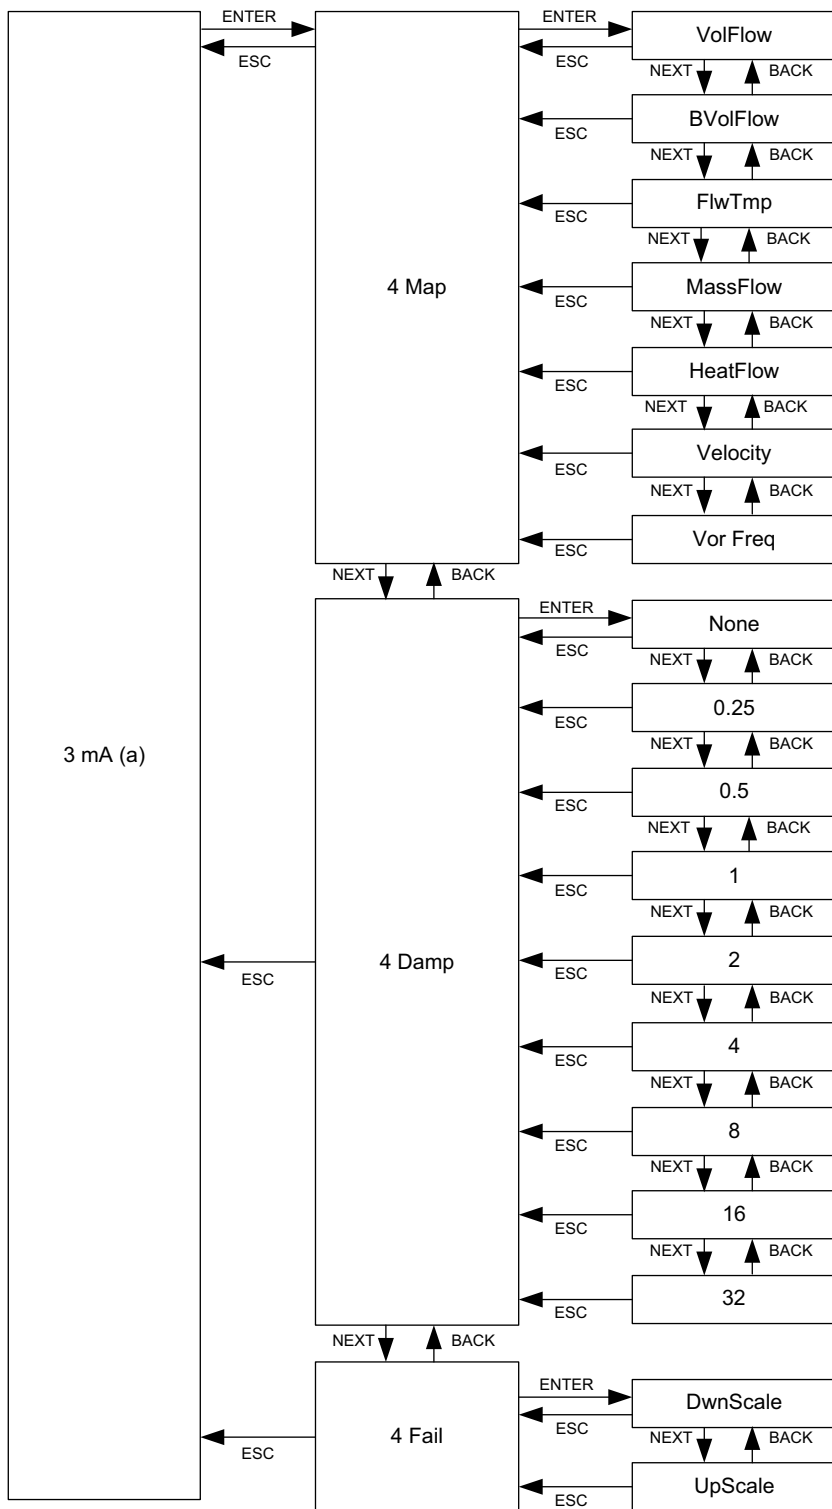 ENTER
ENTER
VolFlow
ESC
ESC
NEXT
BACK
BVolFlow
ESC
NEXT
BACK
FlwTmp
ESC
NEXT
BACK
4 Map
MassFlow
ESC
NEXT
BACK
HeatFlow
ESC
NEXT
BACK
Velocity
ESC
NEXT
BACK
Vor Freq
ESC
NEXT
BACK
ENTER
None
ESC
NEXT
BACK
0.25
ESC
NEXT
BACK
3 mA (a)
0.5
ESC
NEXT
BACK
1
ESC
NEXT
BACK
4 Damp
2
ESC
ESC
NEXT
BACK
4
ESC
NEXT
BACK
8
ESC
NEXT
BACK
16
ESC
NEXT
BACK
32
ESC
NEXT
BACK
ENTER
DwnScale
ESC
4 Fail
NEXT
BACK
ESC
UpScale
ESC